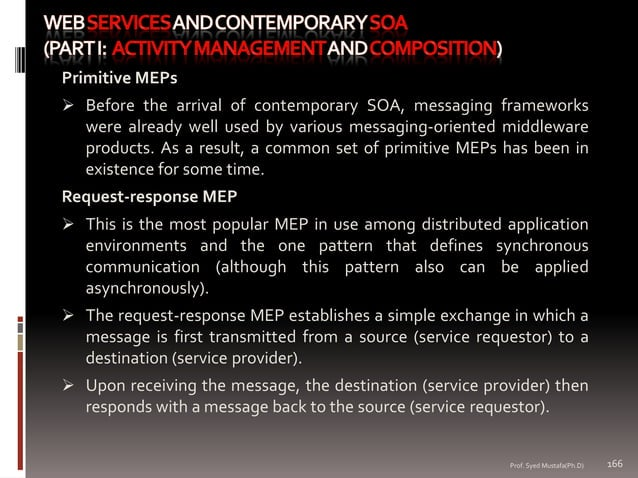 WEB SERVICES AND CONTEMPORARY SOA
(PART I: ACTIVITY MANAGEMENT AND COMPOSITION)
Primitive MEPs
➢ Before the arrival of contemporary SOA, messaging frameworks
were already well used by various messaging-oriented middleware
products. As a result, a common set of primitive MEPs has been in
existence for some time.
Request-response MEP
➢ This is the most popular MEP in use among distributed application
environments and the one pattern that defines synchronous
communication (although this pattern also can be applied
asynchronously).
➢ The request-response MEP establishes a simple exchange in which a
message is first transmitted from a source (service requestor) to a
destination (service provider).
➢ Upon receiving the message, the destination (service provider) then
responds with a message back to the source (service requestor).
Prof. Syed Mustafa(Ph.D) 166